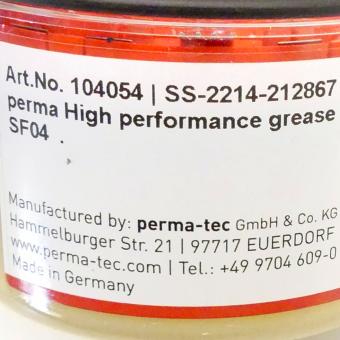 Art.No. 104054 | SS-2214-212867
perma High performance grease
SF04
Manufactured by: perma-tec GmbH & Co. KG
Hammelburger Str. 21 | 97717 EUERDORF
www.perma-tec.com | Tel.: +49 9704 609-0
Made in Germany